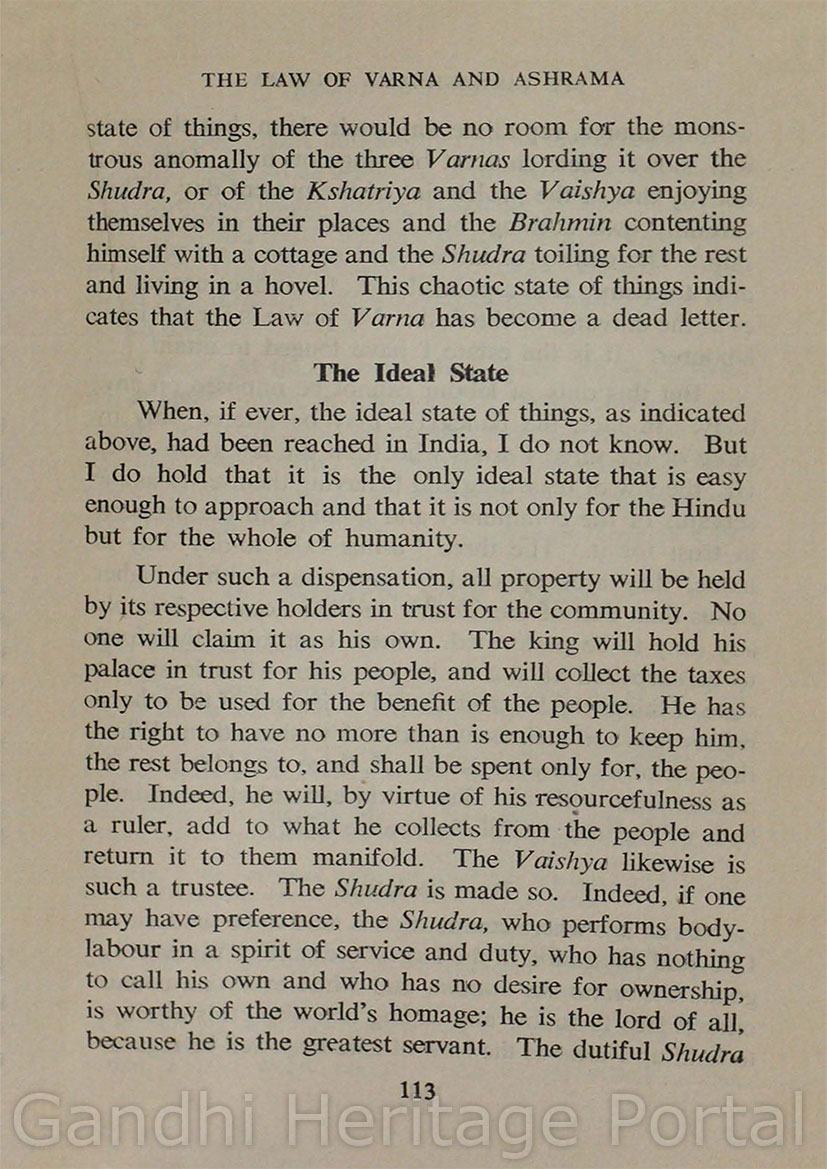 THE LAW OF VARNA AND ASHRAMA
state of things, there would be no room for the mons-
trous anomally of the three Varnas lording it over the
Shudra, or of the Kshatriya and the Vaishya enjoying
themselves in their places and the Brahmin contenting
himself with a cottage and the Shudra toiling for the rest
and living in a hovel. This chaotic state of things indi-
cates that the Law of Varna has become a dead letter.
The Ideal State
When, if ever, the ideal state of things, as indicated
above, had been reached in India, I do not know. But
I do hold that it is the only ideal state that is easy
enough to approach and that it is not only for the Hindu
but for the whole of humanity.
Under such a dispensation, all property will be held
by its respective holders in trust for the community. No
one will claim it as his own. The king will hold his
palace in trust for his people, and will collect the taxes
only to be used for the benefit of the people. He has
the right to have no more than is enough to keep him,
the rest belongs to, and shall be spent only for, the peo-
ple. Indeed, he will, by virtue of his resourcefulness as
a ruler, add to what he collects from the people and
return it to them manifold. The Vaishya likewise is
such a trustee. The Shudra is made so. Indeed, if one
may have preference, the Shudra, who performs body-
labour in a spirit of service and duty, who has nothing
to call his own and who has no desire for ownership,
is worthy of the world's homage; he is the lord of all,
because he is the greatest servant. The dutiful Shudra
113
Gandhi Heritage Portal